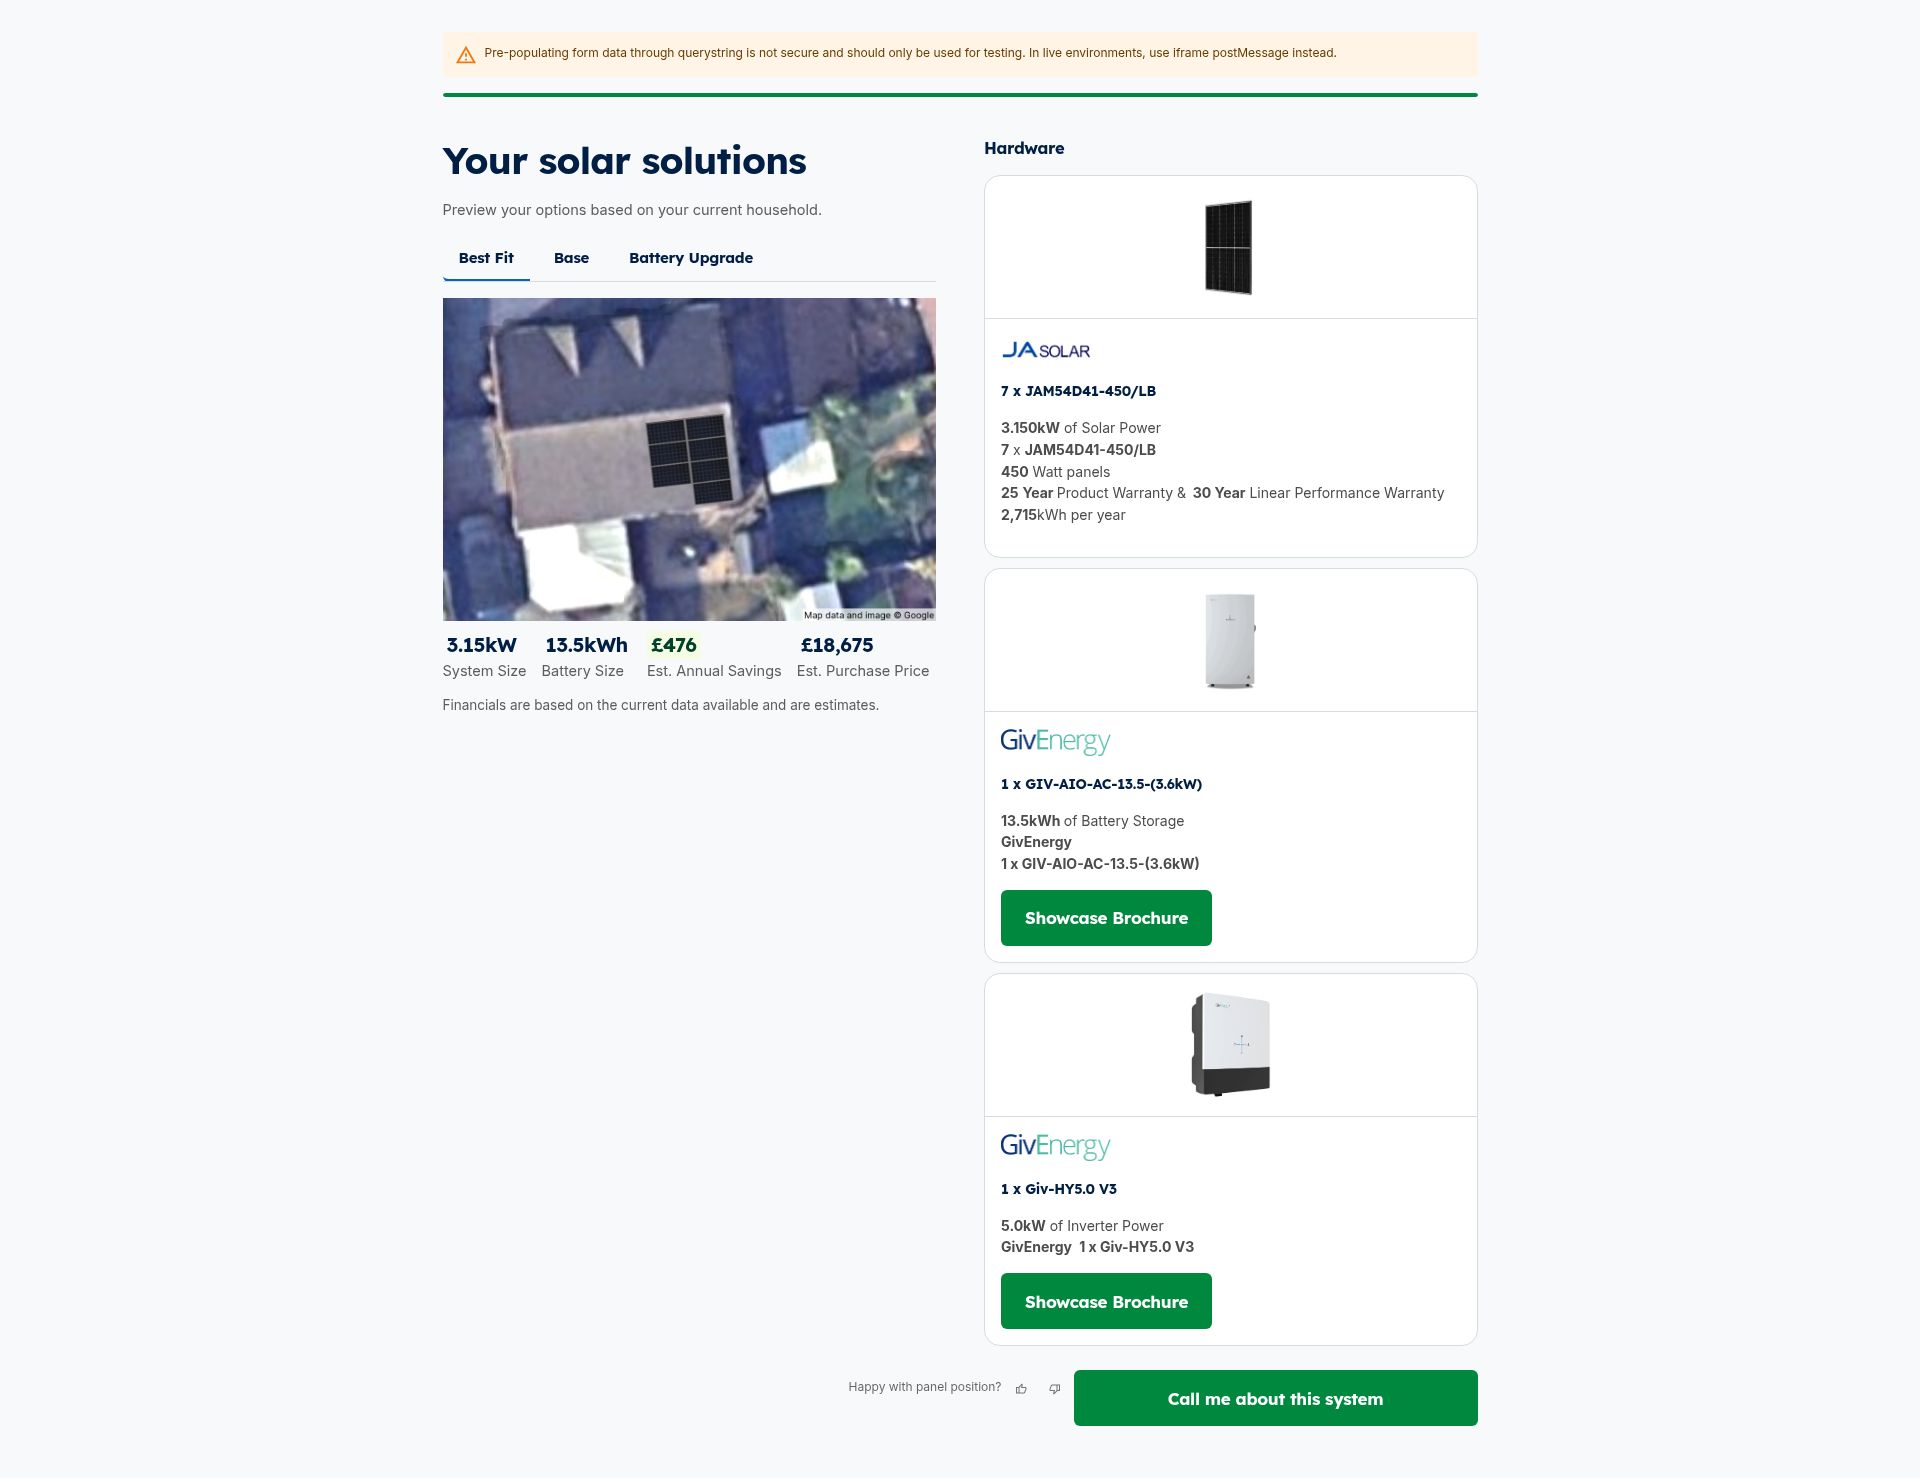 Pre-populating form data through querystring is not secure and should only be used for testing. In live environments, use iframe postMessage instead.
Your solar solutions
Preview your options based on your current household.
Best Fit
Base
Battery Upgrade
Map data and image © Google
3.15kW
System Size
13.5kWh
Battery Size
£476
Est. Annual Savings
£18,675
Est. Purchase Price
Financials are based on the current data available and are estimates.
Hardware
JA SOLAR
7 x JAM54D41-450/LB
3.150kW of Solar Power
7 x JAM54D41-450/LB
450 Watt panels
25 Year Product Warranty & 30 Year Linear Performance Warranty
2,715kWh per year
GivEnergy
1 x GIV-AIO-AC-13.5-(3.6kW)
13.5kWh of Battery Storage
GivEnergy
1 x GIV-AIO-AC-13.5-(3.6kW)
Showcase Brochure
GivEnergy
1 x Giv-HY5.0 V3
5.0kW of Inverter Power
GivEnergy 1 x Giv-HY5.0 V3
Showcase Brochure
Happy with panel position?
Call me about this system